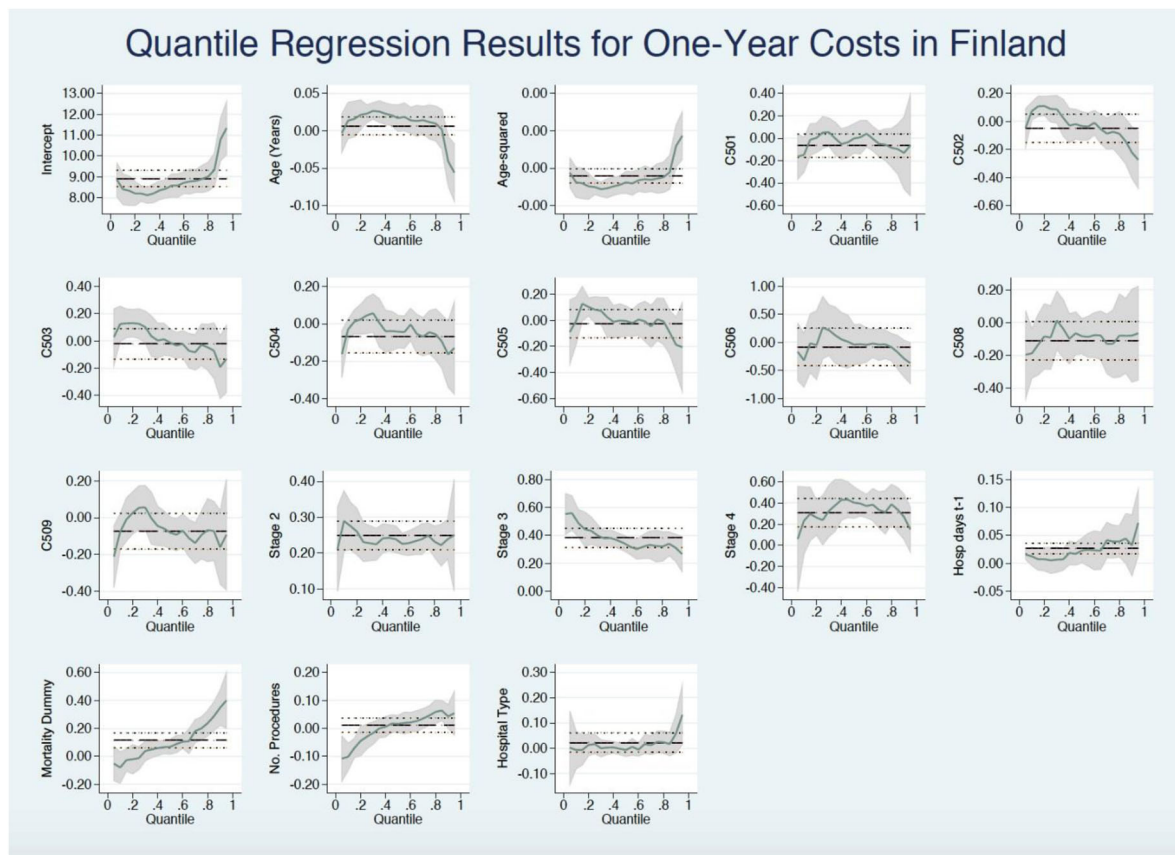 Quantile Regression Results for One-Year Costs in Finland
Intercept
13.00
12.00
11.00
10.00
9.00
8.00
0 .2 .4 .6 .8 1
Quantile
Age (Years)
0.05
0.00
-0.05
-0.10
0 .2 .4 .6 .8 1
Quantile
Age-squared
0.00
0.00
0.00
-0.00
0 .2 .4 .6 .8 1
Quantile
C501
0.40
0.20
-0.00
-0.20
-0.40
-0.60
0 .2 .4 .6 .8 1
Quantile
C502
0.20
-0.00
-0.20
-0.40
-0.60
0 .2 .4 .6 .8 1
Quantile
C503
0.40
0.20
0.00
-0.20
-0.40
0 .2 .4 .6 .8 1
Quantile
C504
0.20
0.00
-0.20
-0.40
0 .2 .4 .6 .8 1
Quantile
C505
0.20
-0.00
-0.20
-0.40
-0.60
0 .2 .4 .6 .8 1
Quantile
C506
1.00
0.50
0.00
-0.50
-1.00
0 .2 .4 .6 .8 1
Quantile
C508
0.20
0.00
-0.20
-0.40
0 .2 .4 .6 .8 1
Quantile
C509
0.20
-0.00
-0.20
-0.40
0 .2 .4 .6 .8 1
Quantile
Stage 2
0.40
0.30
0.20
0.10
0 .2 .4 .6 .8 1
Quantile
Stage 3
0.80
0.60
0.40
0.20
0.00
0 .2 .4 .6 .8 1
Quantile
Stage 4
0.60
0.40
0.20
0.00
-0.20
-0.40
0 .2 .4 .6 .8 1
Quantile
Hosp days t-1
0.15
0.10
0.05
0.00
-0.05
0 .2 .4 .6 .8 1
Quantile
Mortality Dummy
0.60
0.40
0.20
0.00
-0.20
0 .2 .4 .6 .8 1
Quantile
No. Procedures
0.20
0.10
0.00
-0.10
-0.20
0 .2 .4 .6 .8 1
Quantile
Hospital Type
0.30
0.20
0.10
0.00
-0.10
0 .2 .4 .6 .8 1
Quantile